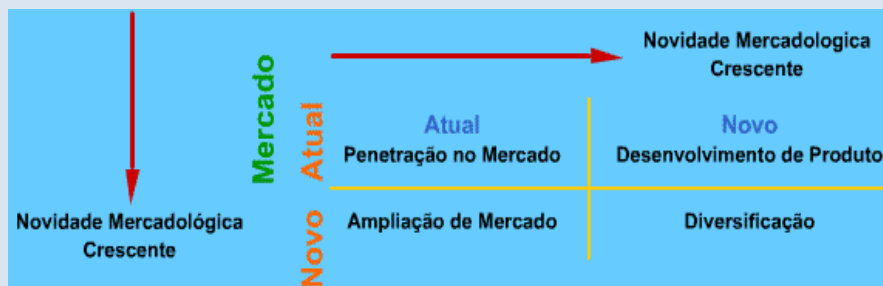 Novidade Mercadologica
Crescente
Mercado
Atual
Atual
Novo
Penetração no Mercado
Desenvolvimento de Produto
Novo
Ampliação de Mercado
Diversificação
Novidade Mercadológica
Crescente